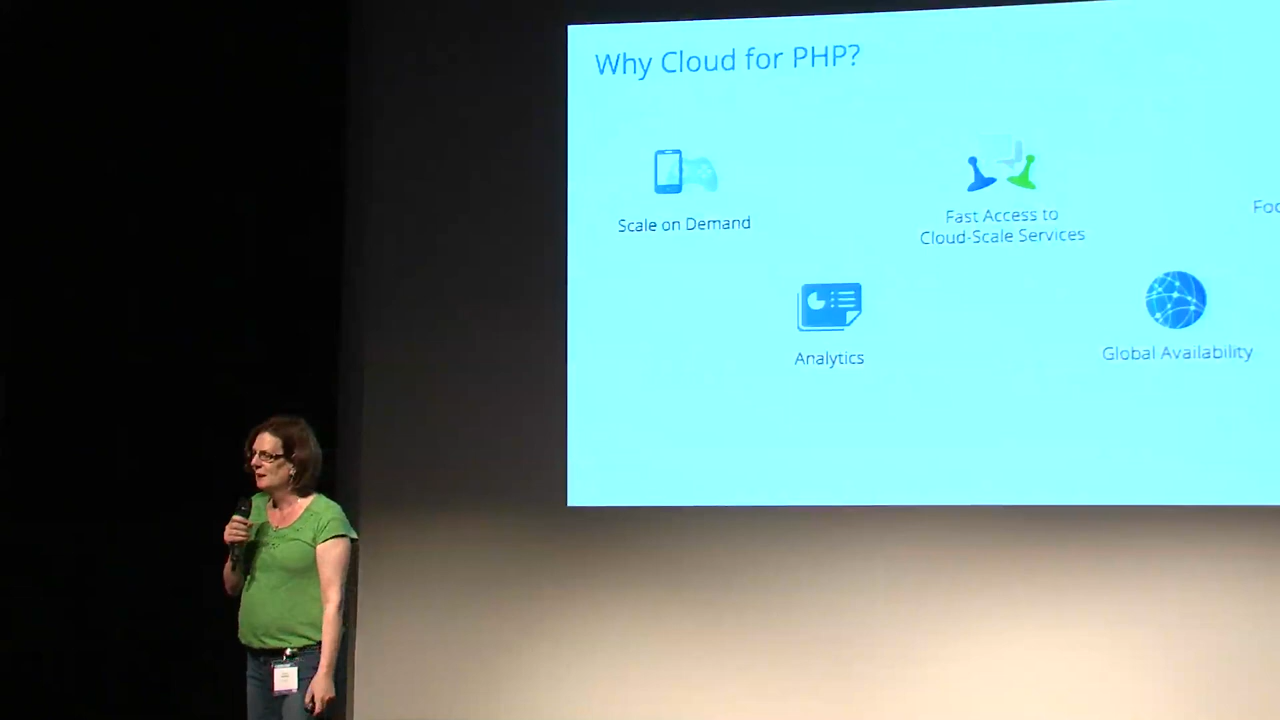 Why Cloud for PHP?
Scale on Demand
Fast Access to
Cloud-Scale Services
Analytics
Global Availability